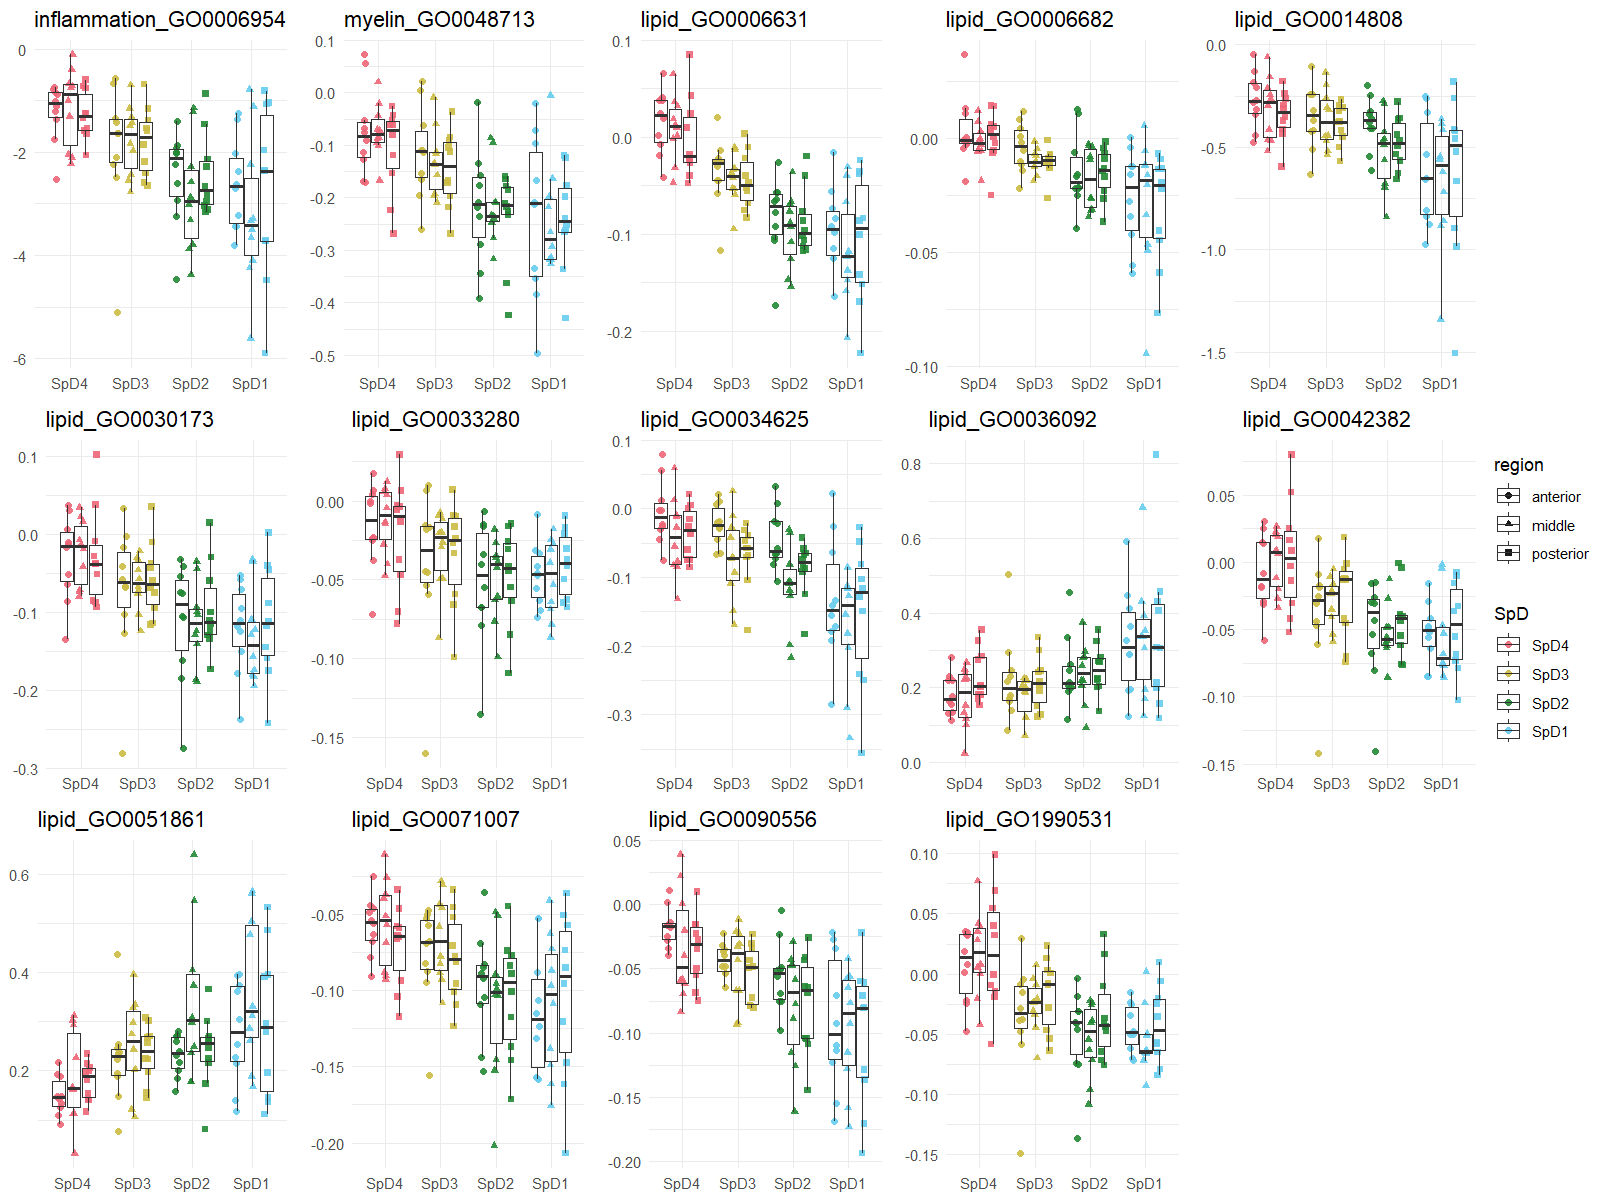 inflammation_GO0006954
myelin_GO0048713
lipid_GO0006631
lipid_GO0006682
lipid_GO0014808
0
-2
-4
-6
SpD4 SpD3 SpD2 SpD1
0.1
0.0
-0.1
-0.2
-0.3
-0.4
-0.5
SpD4 SpD3 SpD2 SpD1
0.1
0.0
-0.1
-0.2
SpD4 SpD3 SpD2 SpD1
0.00
-0.05
-0.10
SpD4 SpD3 SpD2 SpD1
0.0
-0.5
-1.0
-1.5
SpD4 SpD3 SpD2 SpD1
lipid_GO0030173
lipid_GO0033280
lipid_GO0034625
lipid_GO0036092
lipid_GO0042382
0.1
0.0
-0.1
-0.2
-0.3
SpD4 SpD3 SpD2 SpD1
0.00
-0.05
-0.10
-0.15
SpD4 SpD3 SpD2 SpD1
0.1
0.0
-0.1
-0.2
-0.3
SpD4 SpD3 SpD2 SpD1
0.8
0.6
0.4
0.2
0.0
SpD4 SpD3 SpD2 SpD1
0.05
0.00
-0.05
-0.10
-0.15
SpD4 SpD3 SpD2 SpD1
region
anterior
middle
posterior
SpD
SpD4
SpD3
SpD2
SpD1
lipid_GO0051861
lipid_GO0071007
lipid_GO0090556
lipid_GO1990531
0.6
0.4
0.2
SpD4 SpD3 SpD2 SpD1
-0.05
-0.10
-0.15
-0.20
SpD4 SpD3 SpD2 SpD1
0.05
0.00
-0.05
-0.10
-0.15
-0.20
SpD4 SpD3 SpD2 SpD1
0.10
0.05
0.00
-0.05
-0.10
-0.15
SpD4 SpD3 SpD2 SpD1